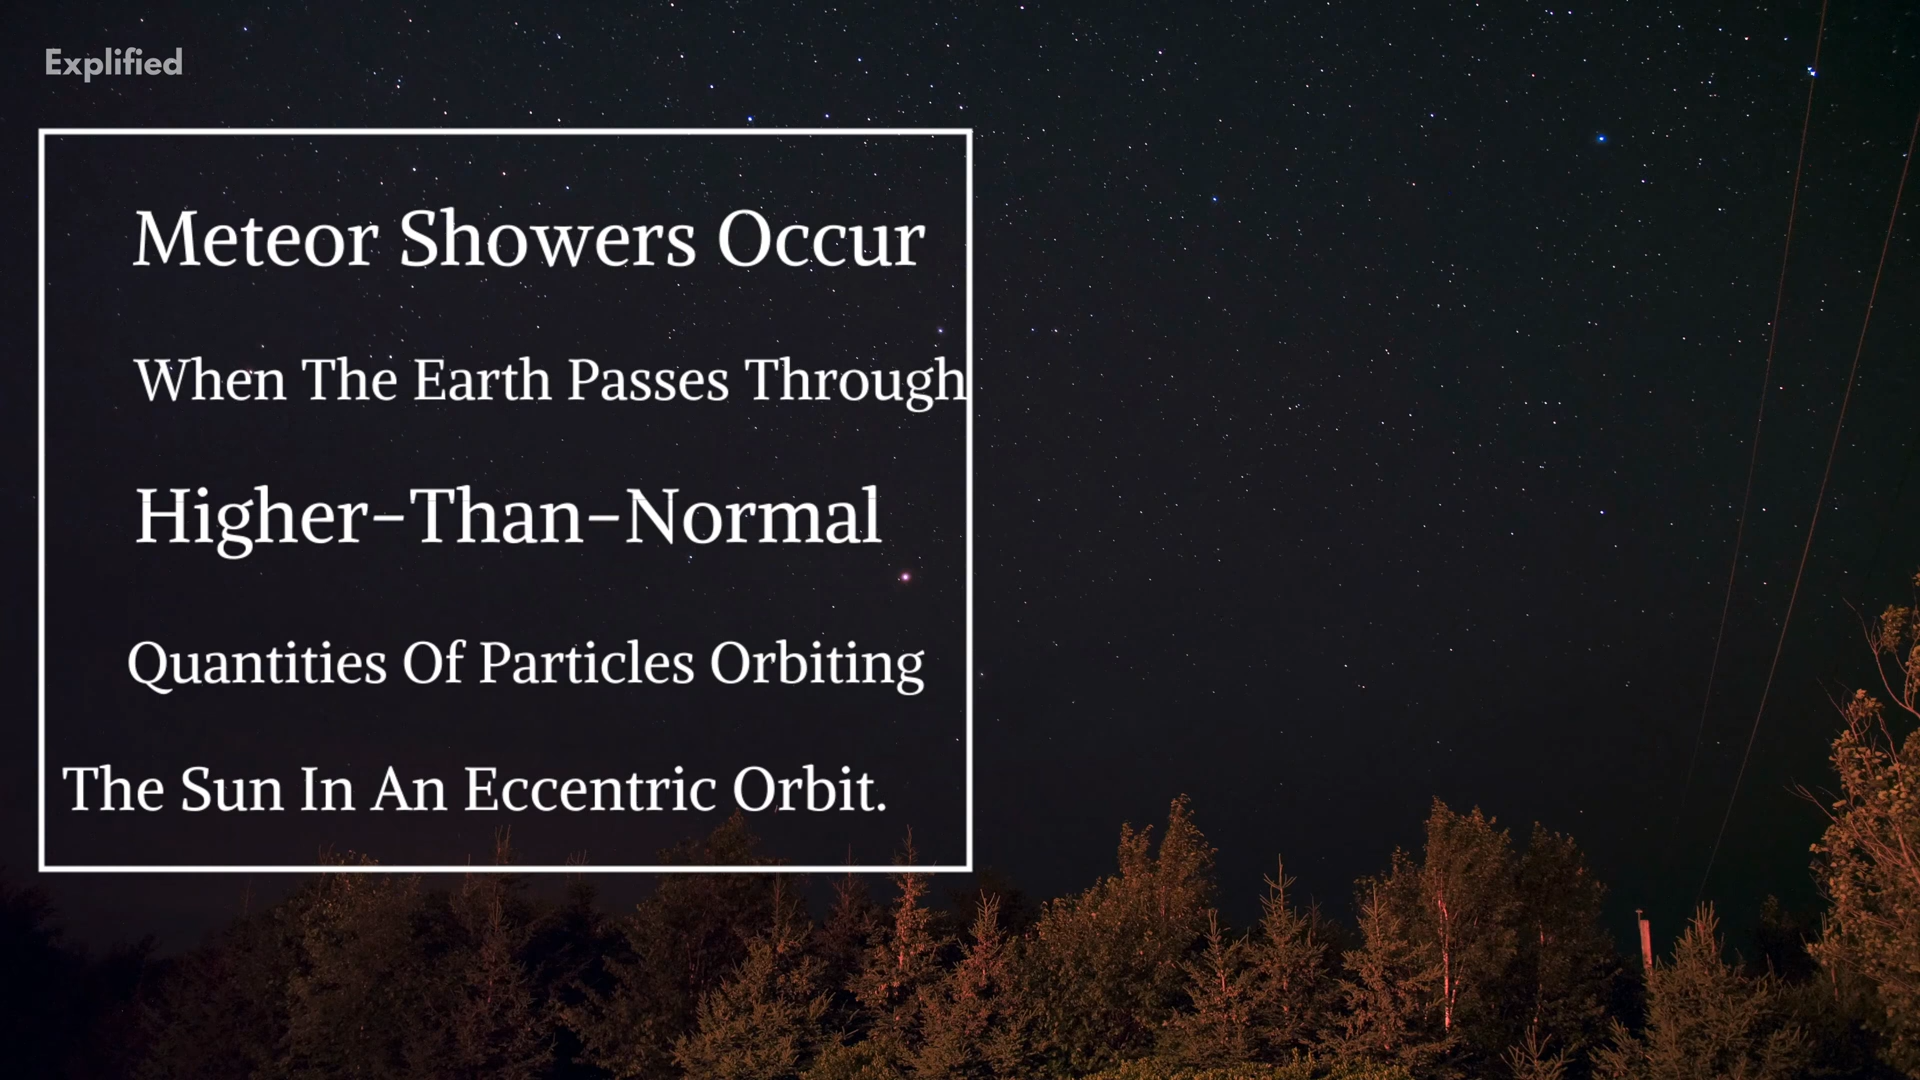 Explified
Meteor Showers Occur
When The Earth Passes Through
Higher-Than-Normal
Quantities Of Particles Orbiting
The Sun In An Eccentric Orbit.